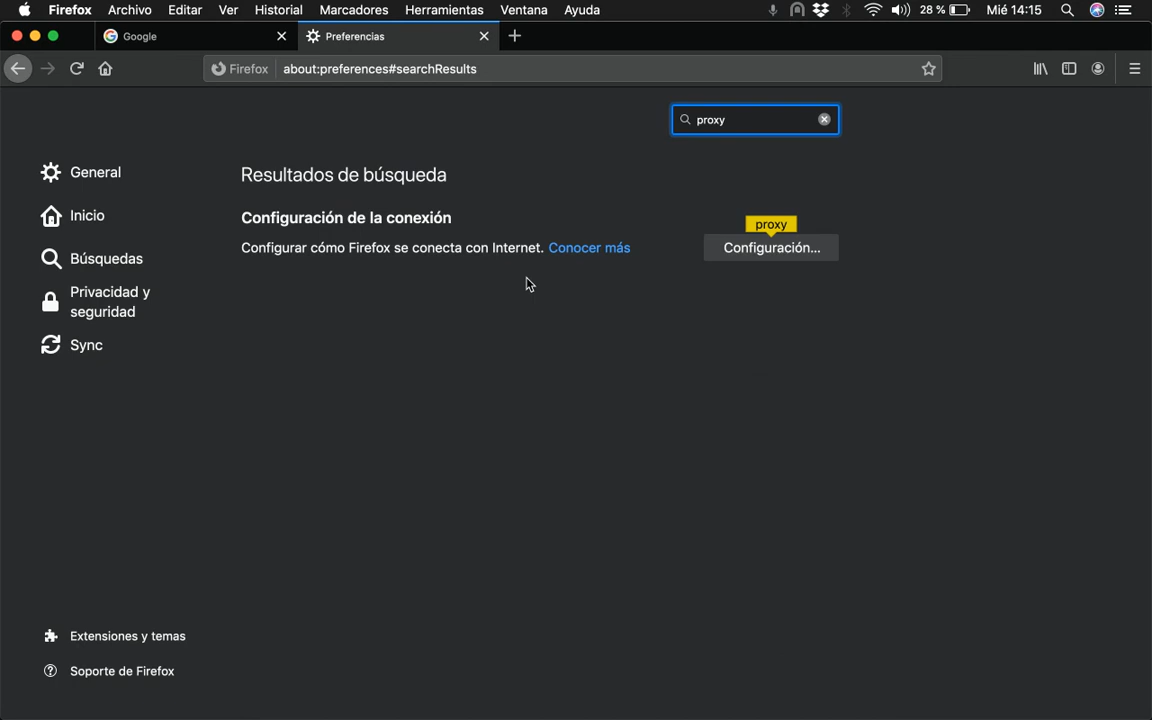 Firefox Archivo Editar Ver Historial Marcadores Herramientas Ventana Ayuda 28 % Mié 14:15
Google Preferencias
Firefox about:preferences#searchResults
proxy
General
Inicio
Búsquedas
Privacidad y
seguridad
Sync
Resultados de búsqueda
Configuración de la conexión
proxy
Configurar cómo Firefox se conecta con Internet. Conocer más Configuración...
Extensiones y temas
Soporte de Firefox